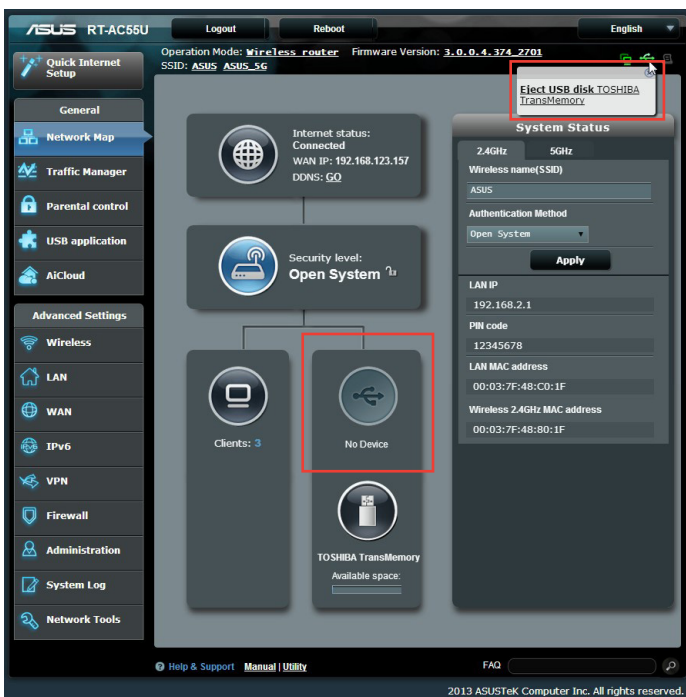 ASUS RT-AC55U
Logout
Reboot
English
Quick Internet
Setup
Operation Mode: Wireless router Firmware Version: 3.0.0.4.374_2701
SSID: ASUS ASUS_5G
Eject USB disk TOSHIBA
TransMemory
General
Network Map
Traffic Manager
Parental control
USB application
AiCloud
Advanced Settings
Wireless
LAN
WAN
IPv6
VPN
Firewall
Administration
System Log
Network Tools
Internet status:
Connected
WAN IP: 192.168.123.157
DDNS: GO
Security level:
Open System
Clients: 3
No Device
TOSHIBA TransMemory
Available space:
System Status
2.4GHz 5GHz
Wireless name(SSID)
ASUS
Authentication Method
Open System
Apply
LAN IP
192.168.2.1
PIN code
12345678
LAN MAC address
00:03:7F:48:C0:1F
Wireless 2.4GHz MAC address
00:03:7F:48:80:1F
Help & Support Manual | Utility
FAQ
2013 ASUSTeK Computer Inc. All rights reserved.